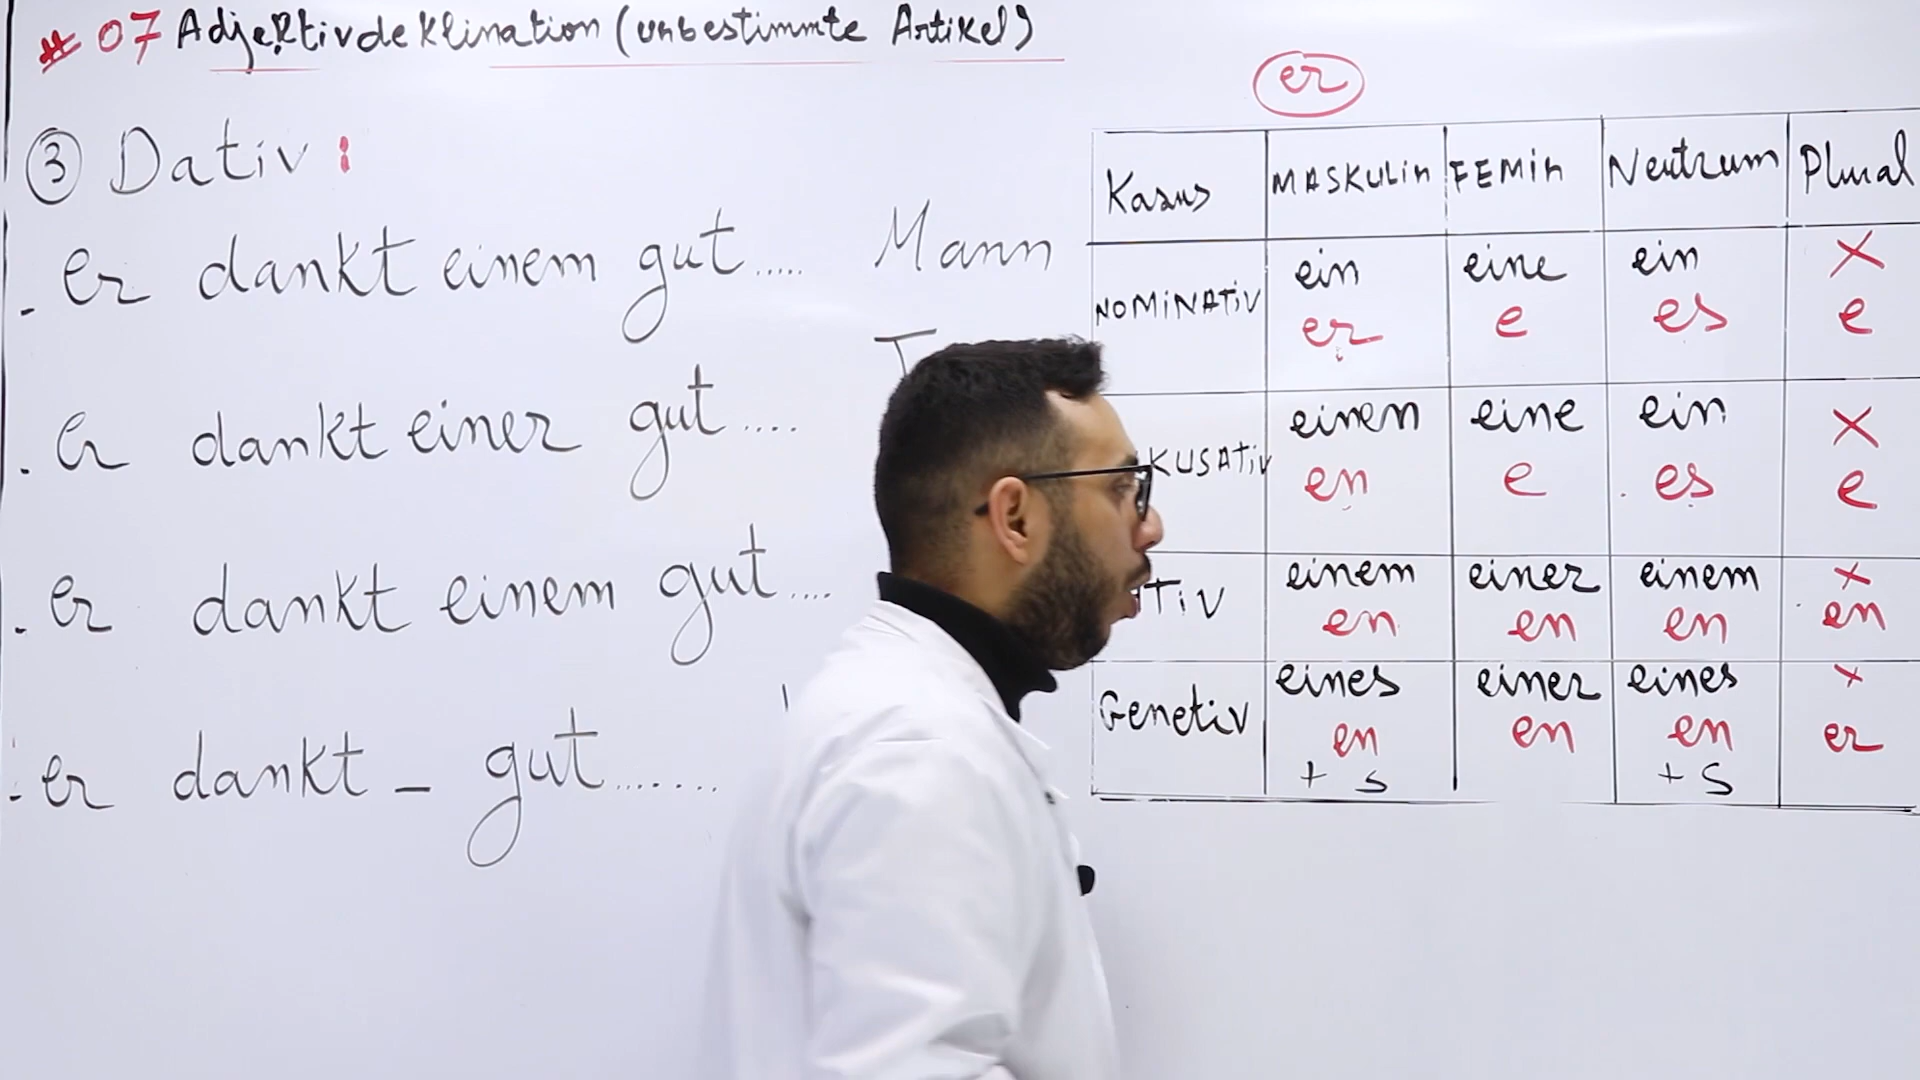 # 07 Adjektivdeklination (unbestimmte Artikel)
③ Dativ :
. er dankt einem gut..... Mann
. er dankt einer gut....
. er dankt einem gut....
. er dankt _ gut.......
er
Kasus MASKULIN FEMIN Neutrum Plural
NOMINATIV ein eine ein X
er e es e
KUSATIV einen eine ein X
en e es e
TIV einem einer einem X
en en en en
Genetiv eines einer eines X
en en en er
+ s + s